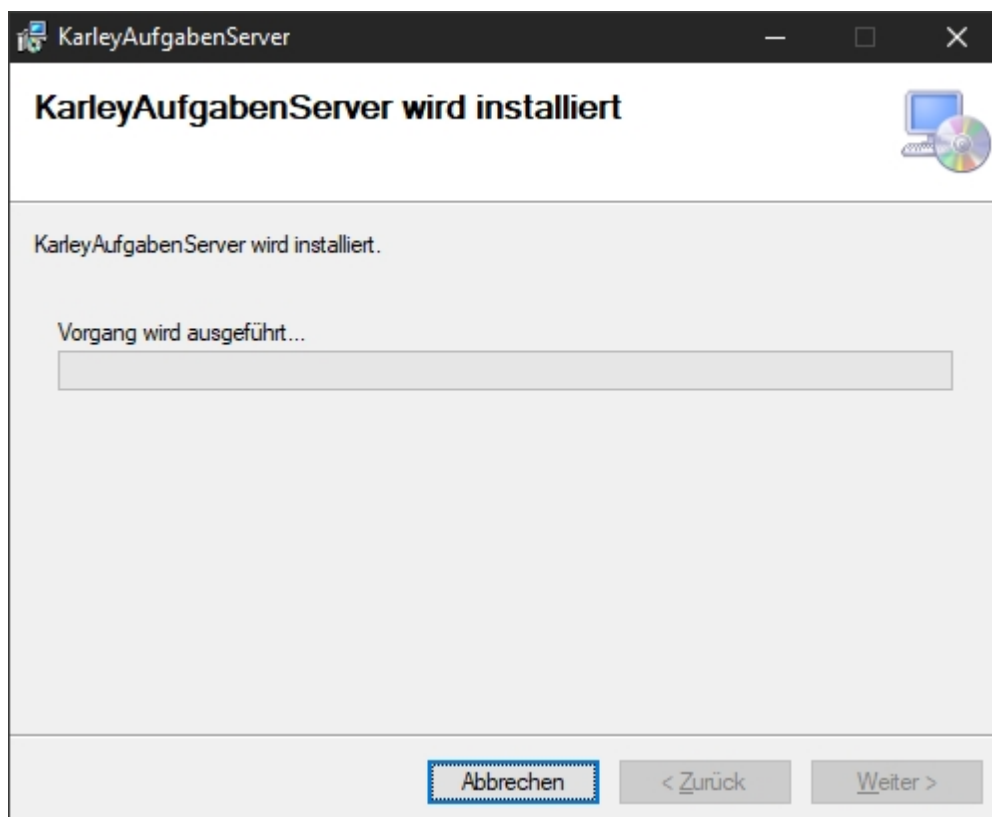 KarleyAufgabenServer
KarleyAufgabenServer wird installiert
KarleyAufgabenServer wird installiert.
Vorgang wird ausgeführt...
Abbrechen
< Zurück
Weiter >